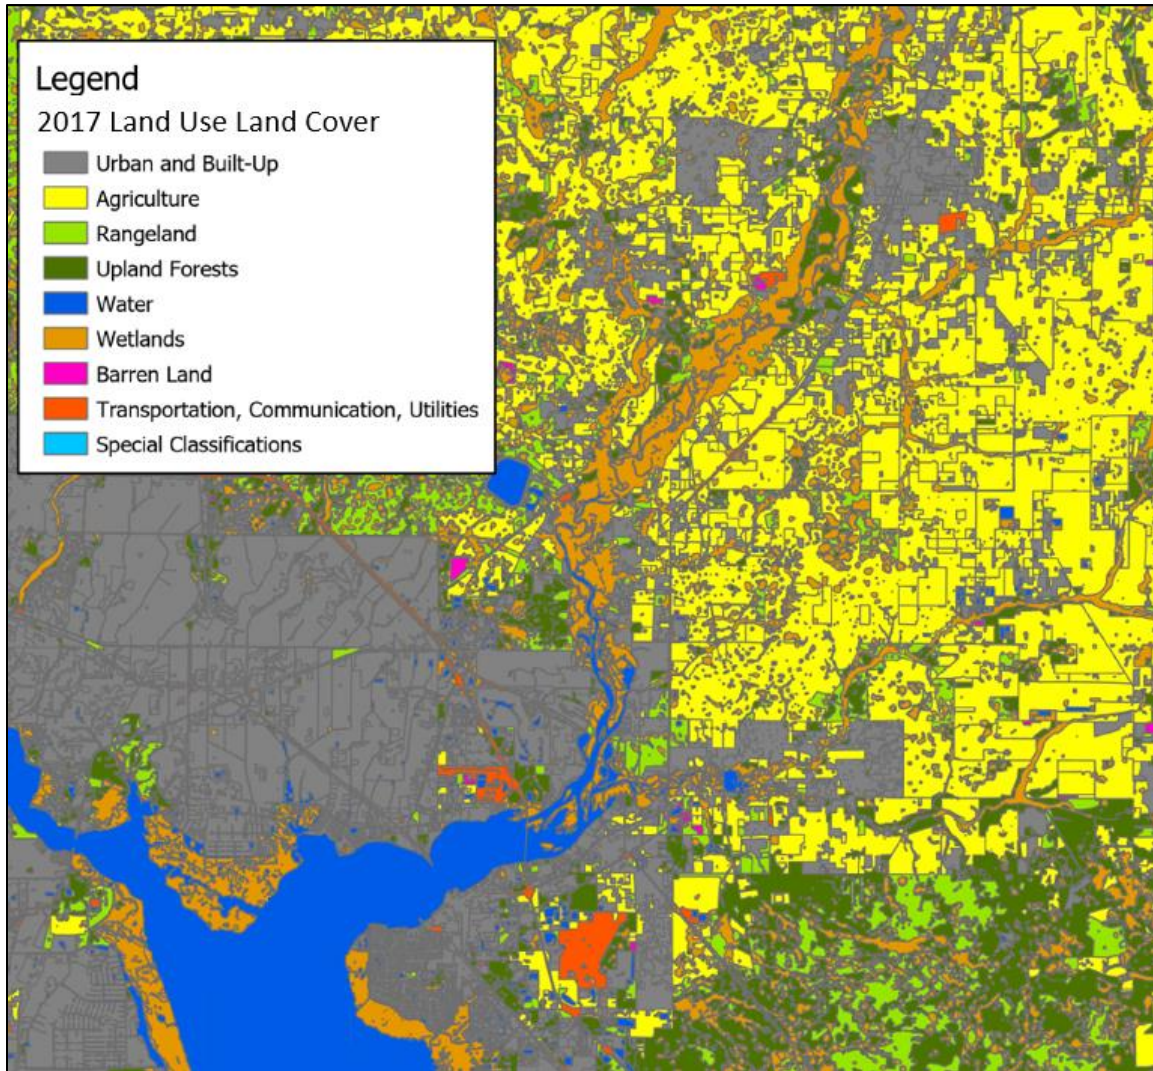 Legend
2017 Land Use Land Cover
Urban and Built-Up
Agriculture
Rangeland
Upland Forests
Water
Wetlands
Barren Land
Transportation, Communication, Utilities
Special Classifications